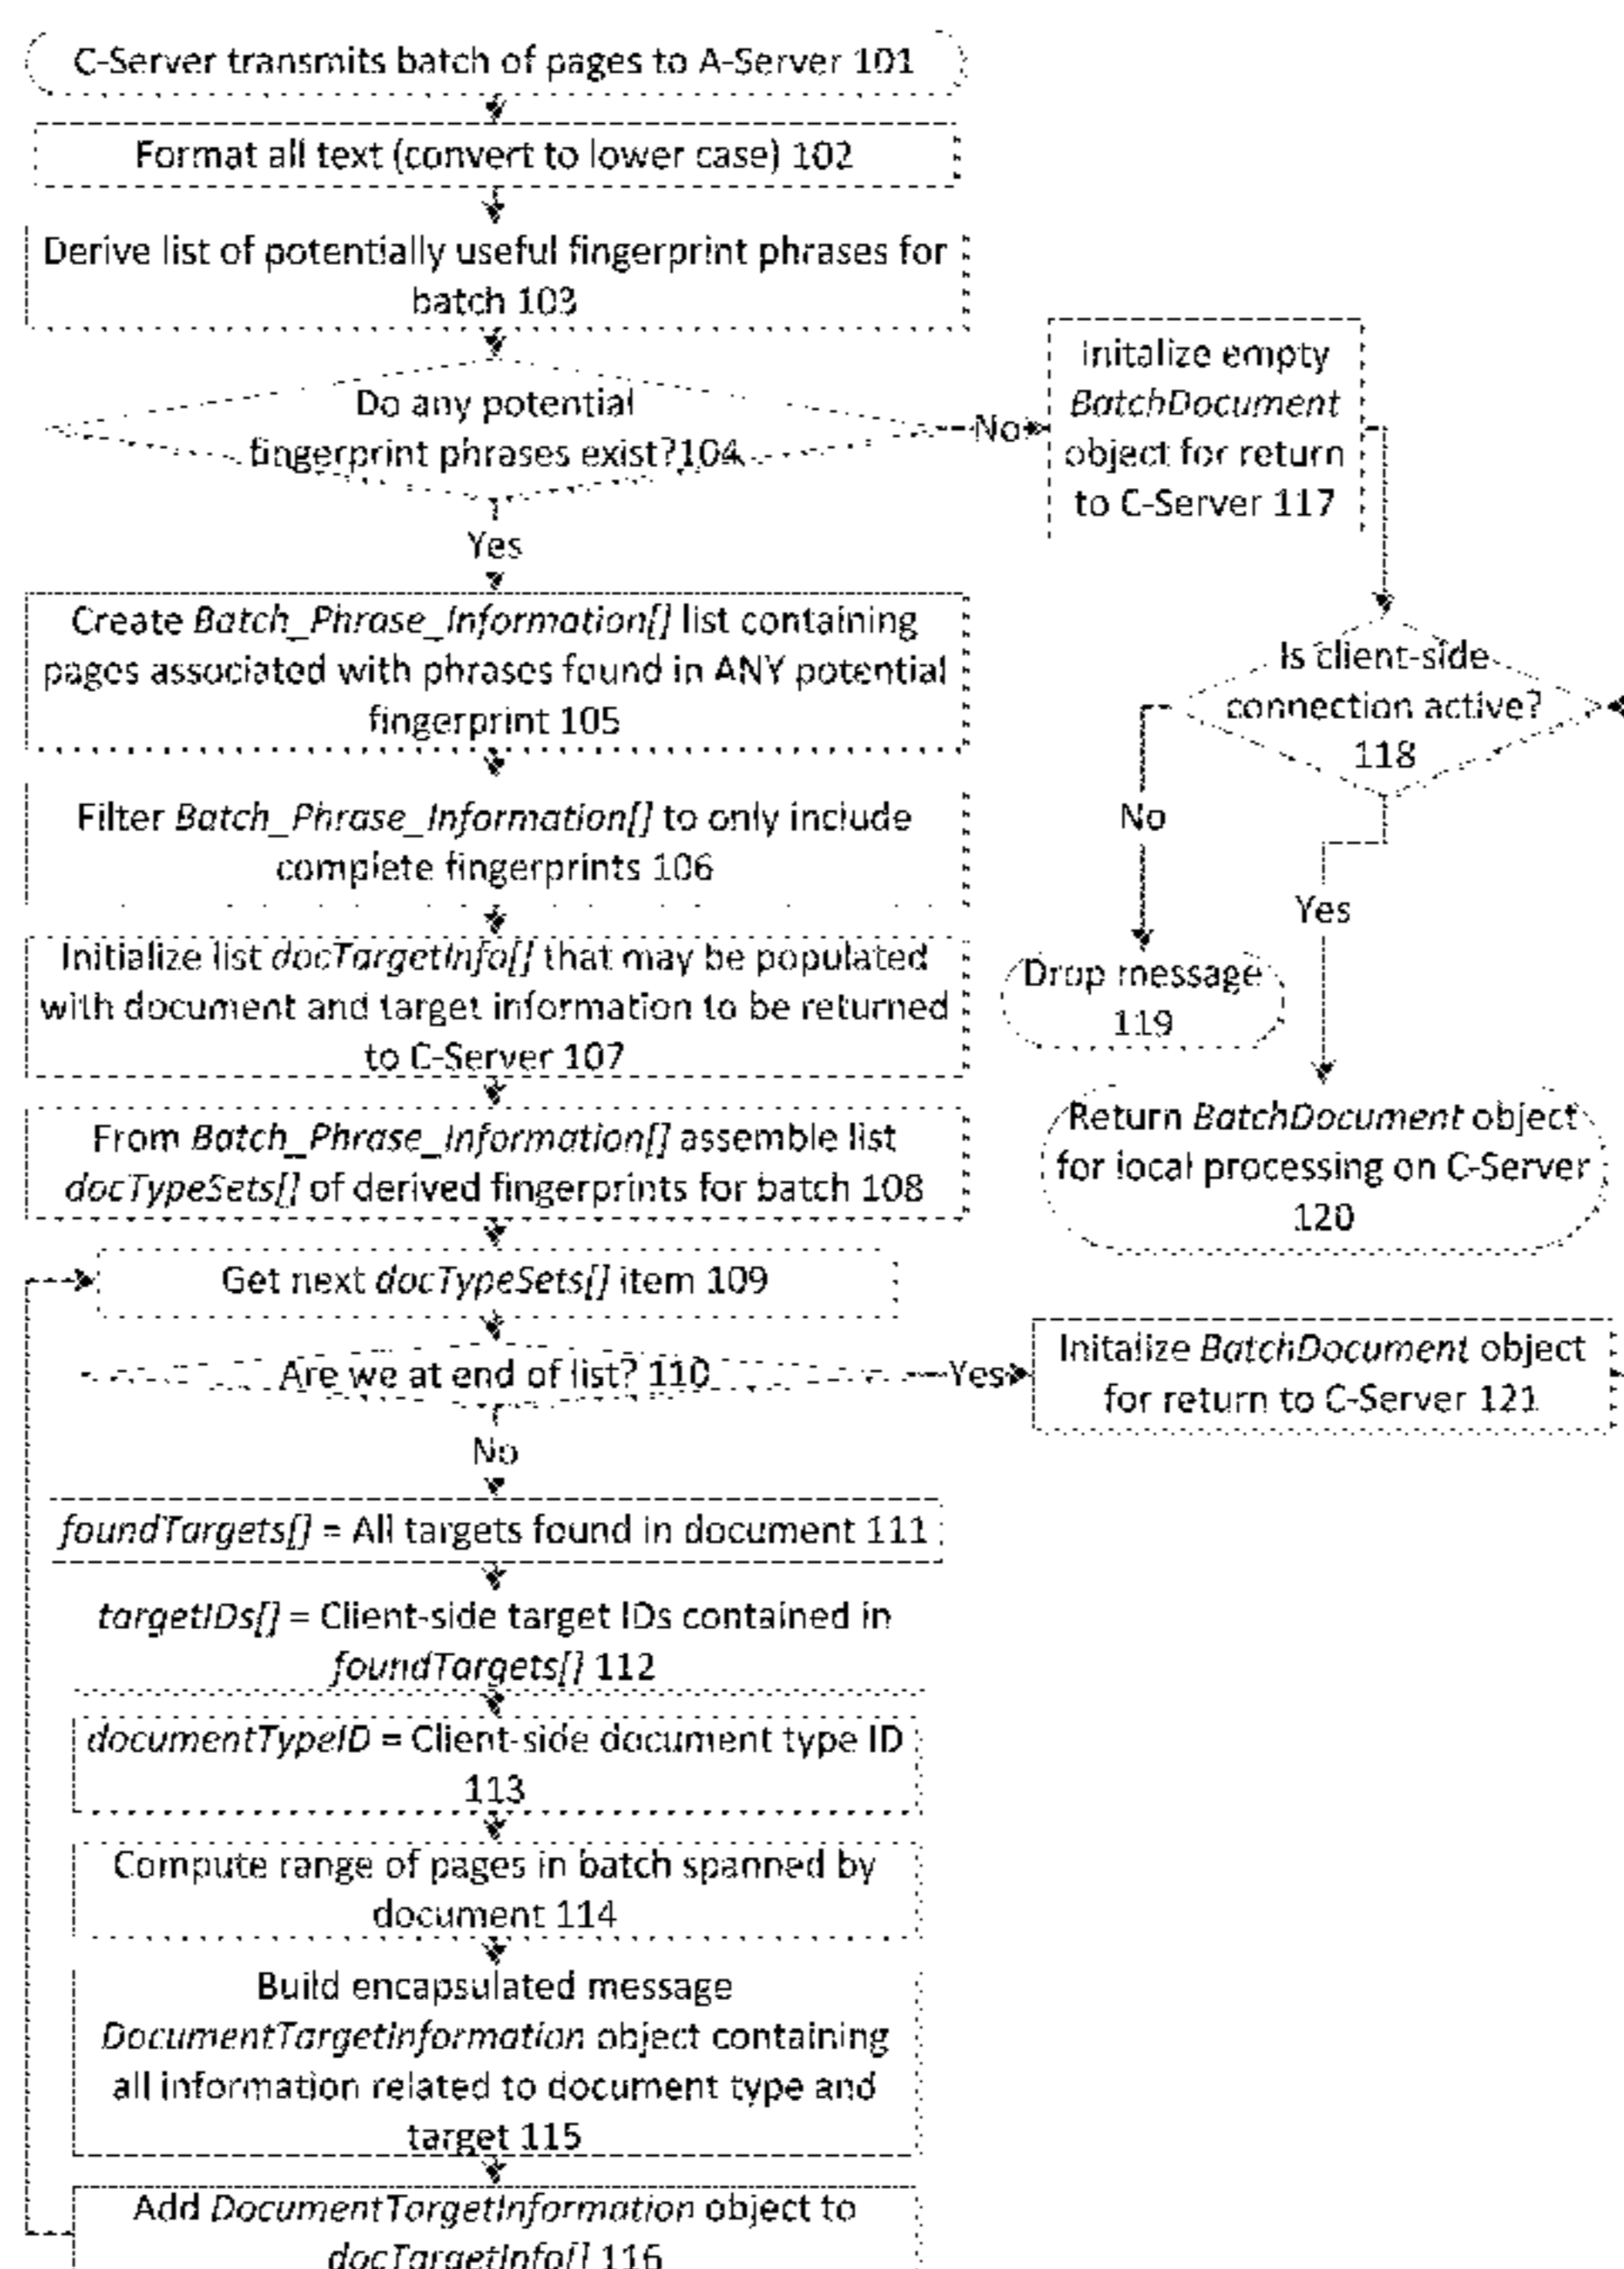 C-Server transmits batch of pages to A-Server 101
Format all text (convert to lower case) 102
Derive list of potentially useful fingerprint phrases for
batch 103
Do any potential
fingerprint phrases exist?104
No
Initalize empty
BatchDocument
object for return
to C-Server 117
Yes
Create Batch_Phrase_Information[] list containing
pages associated with phrases found in ANY potential
fingerprint 105
Is client-side
connection active?
118
No
Yes
Filter Batch_Phrase_Information[] to only include
complete fingerprints 106
Initialize list docTargetInfo[] that may be populated
with document and target information to be returned
to C-Server 107
Drop message
119
From Batch_Phrase_Information[] assemble list
docTypeSets[] of derived fingerprints for batch 108
Return BatchDocument object
for local processing on C-Server
120
Get next docTypeSets[] item 109
Are we at end of list? 110
Yes
Initalize BatchDocument object
for return to C-Server 121
No
foundTargets[] = All targets found in document 111
targetIDs[] = Client-side target IDs contained in
foundTargets[] 112
documentTypeID = Client-side document type ID
113
Compute range of pages in batch spanned by
document 114
Build encapsulated message
DocumentTargetInformation object containing
all information related to document type and
target 115
Add DocumentTargetInformation object to
docTargetInfo[] 116